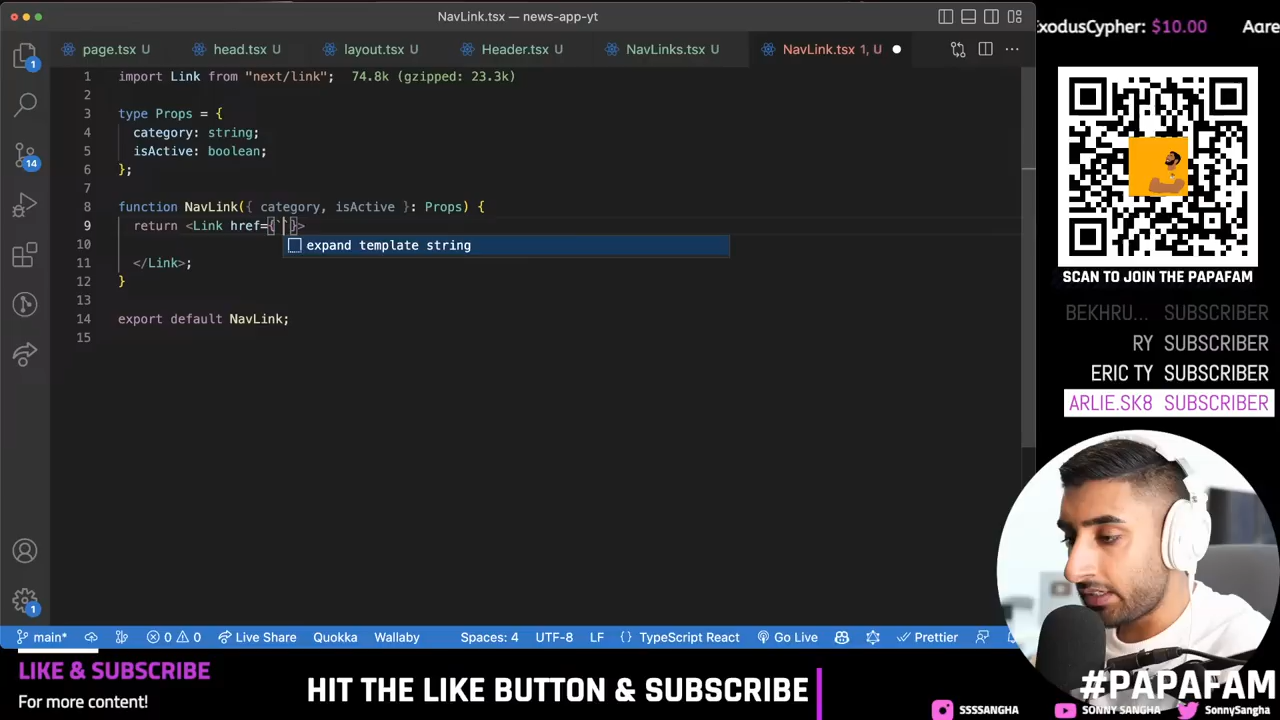 NavLink.tsx — news-app-yt
page.tsx U
head.tsx U
layout.tsx U
Header.tsx U
NavLinks.tsx U
NavLink.tsx 1, U
1 import Link from "next/link"; 74.8k (gzipped: 23.3k)
2
3 type Props = {
4 category: string;
5 isActive: boolean;
6 };
7
8 function NavLink({ category, isActive }: Props) {
9 return <Link href={``}>
expand template string
10
11 </Link>;
12 }
13
14 export default NavLink;
15
1
14
1
main*
0 0
Live Share
Quokka
Wallaby
Spaces: 4
UTF-8
LF
{} TypeScript React
Go Live
Prettier
xodusCypher: $10.00
Aare
SCAN TO JOIN THE PAPAFAM
BEKHRU... SUBSCRIBER
RY SUBSCRIBER
ERIC TY SUBSCRIBER
ARLIE.SK8 SUBSCRIBER
LIKE & SUBSCRIBE
For more content!
HIT THE LIKE BUTTON & SUBSCRIBE
#PAPAFAM
SSSSANGHA
SONNY SANGHA
SonnySangha